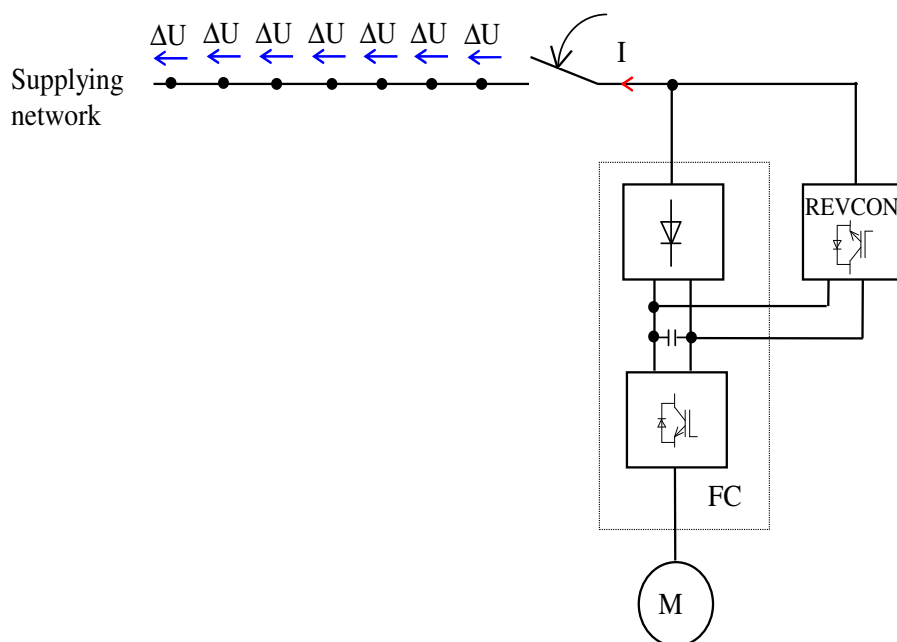 ΔU ΔU ΔU ΔU ΔU ΔU ΔU
I
Supplying
network
REVCON
FC
M